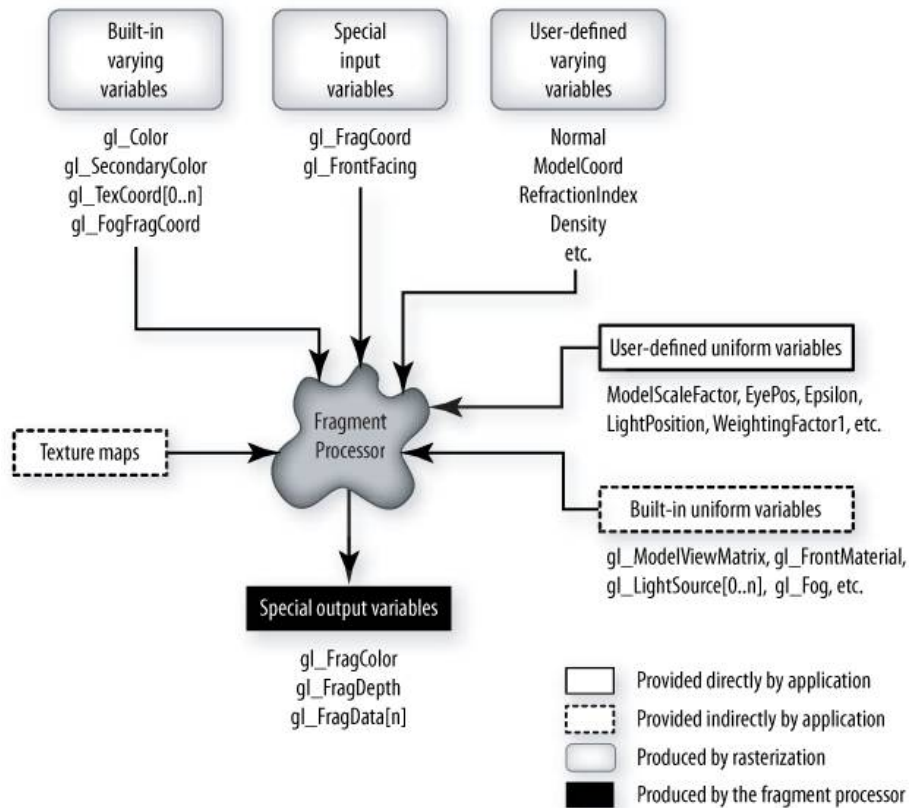 Built-in
varying
variables
Special
input
variables
User-defined
varying
variables
gl_Color
gl_SecondaryColor
gl_TexCoord[0..n]
gl_FogFragCoord
gl_FragCoord
gl_FrontFacing
Normal
ModelCoord
RefractionIndex
Density
etc.
User-defined uniform variables
ModelScaleFactor, EyePos, Epsilon,
LightPosition, WeightingFactor1, etc.
Fragment
Processor
Texture maps
Built-in uniform variables
gl_ModelViewMatrix, gl_FrontMaterial,
gl_LightSource[0..n], gl_Fog, etc.
Special output variables
gl_FragColor
gl_FragDepth
gl_FragData[n]
Provided directly by application
Provided indirectly by application
Produced by rasterization
Produced by the fragment processor